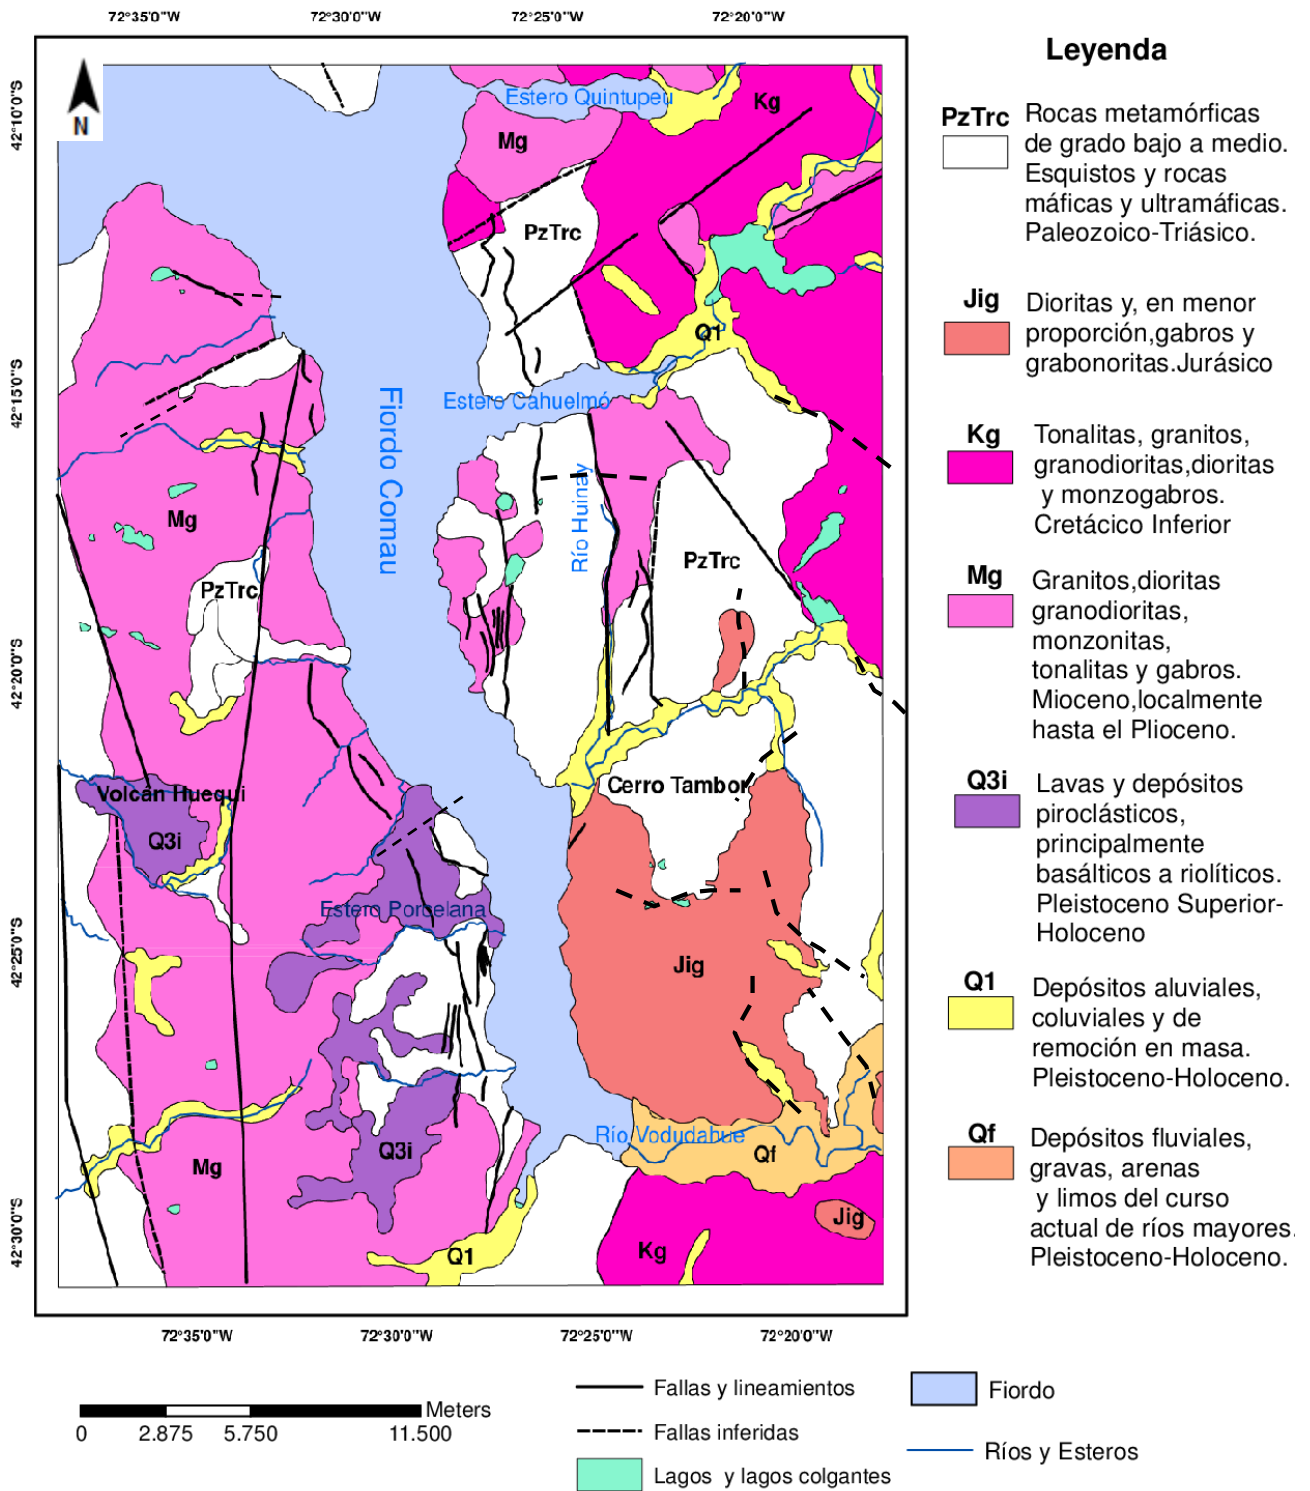 72°35'0"W 72°30'0"W 72°25'0"W 72°20'0"W
42°10'0"S
42°15'0"S
42°20'0"S
42°25'0"S
42°30'0"S
N
Estero Quintupeu
Kg
Mg
PzTrc
Q1
Estero Cahuelmó
Fiordo Comau
Río Huinay
Mg
PzTrc
PzTrc
Cerro Tambor
Volcán Huequi
Q3i
Estero Porcelana
Jig
Q3i
Río Vodudahue
Qf
Mg
Jig
Q1
Kg
72°35'0"W 72°30'0"W 72°25'0"W 72°20'0"W
Leyenda
PzTrc
Rocas metamórficas
de grado bajo a medio.
Esquistos y rocas
máficas y ultramáficas.
Paleozoico-Triásico.
Jig
Dioritas y, en menor
proporción,gabros y
grabonoritas.Jurásico
Kg
Tonalitas, granitos,
granodioritas,dioritas
y monzogabros.
Cretácico Inferior
Mg
Granitos,dioritas
granodioritas,
monzonitas,
tonalitas y gabros.
Mioceno,localmente
hasta el Plioceno.
Q3i
Lavas y depósitos
piroclásticos,
principalmente
basálticos a riolíticos.
Pleistoceno Superior-
Holoceno
Q1
Depósitos aluviales,
coluviales y de
remoción en masa.
Pleistoceno-Holoceno.
Qf
Depósitos fluviales,
gravas, arenas
y limos del curso
actual de ríos mayores.
Pleistoceno-Holoceno.
Meters
0 2.875 5.750 11.500
Fallas y lineamientos
Fallas inferidas
Lagos y lagos colgantes
Fiordo
Ríos y Esteros